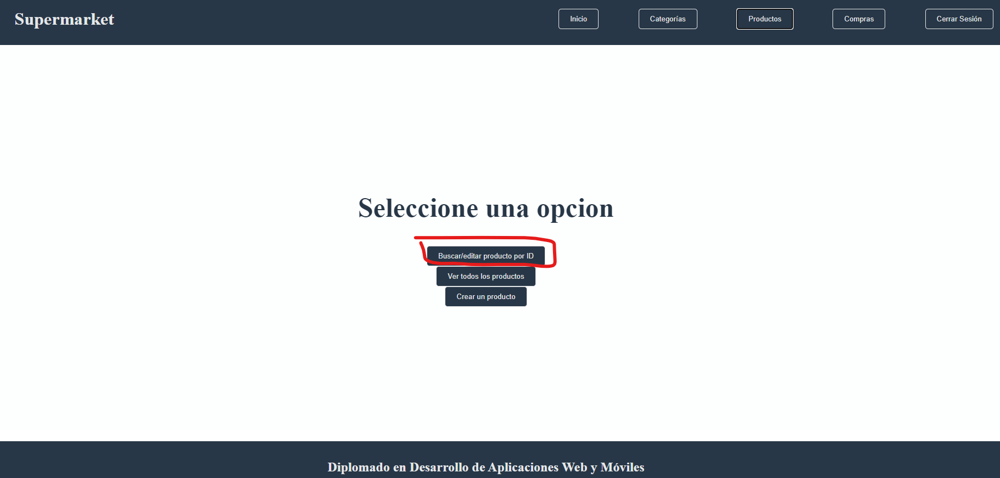 Supermarket
Inicio
Categorías
Productos
Compras
Cerrar Sesión
Seleccione una opcion
Buscar/editar producto por ID
Ver todos los productos
Crear un producto
Diplomado en Desarrollo de Aplicaciones Web y Móviles